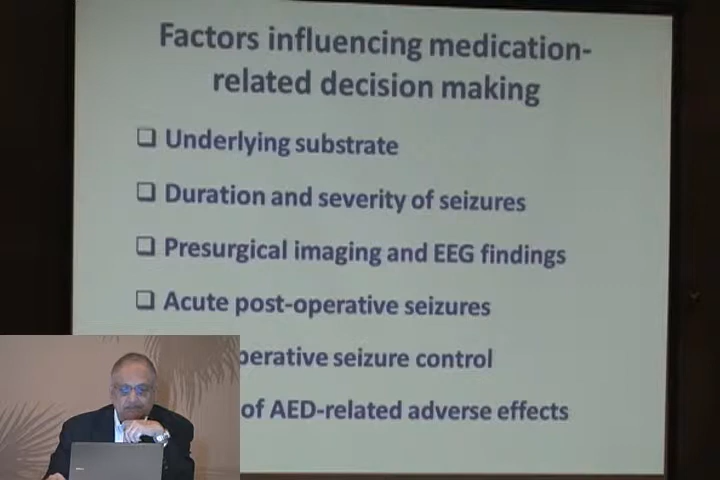 Factors influencing medication-
related decision making
❑ Underlying substrate
❑ Duration and severity of seizures
❑ Presurgical imaging and EEG findings
❑ Acute post-operative seizures
perative seizure control
of AED-related adverse effects